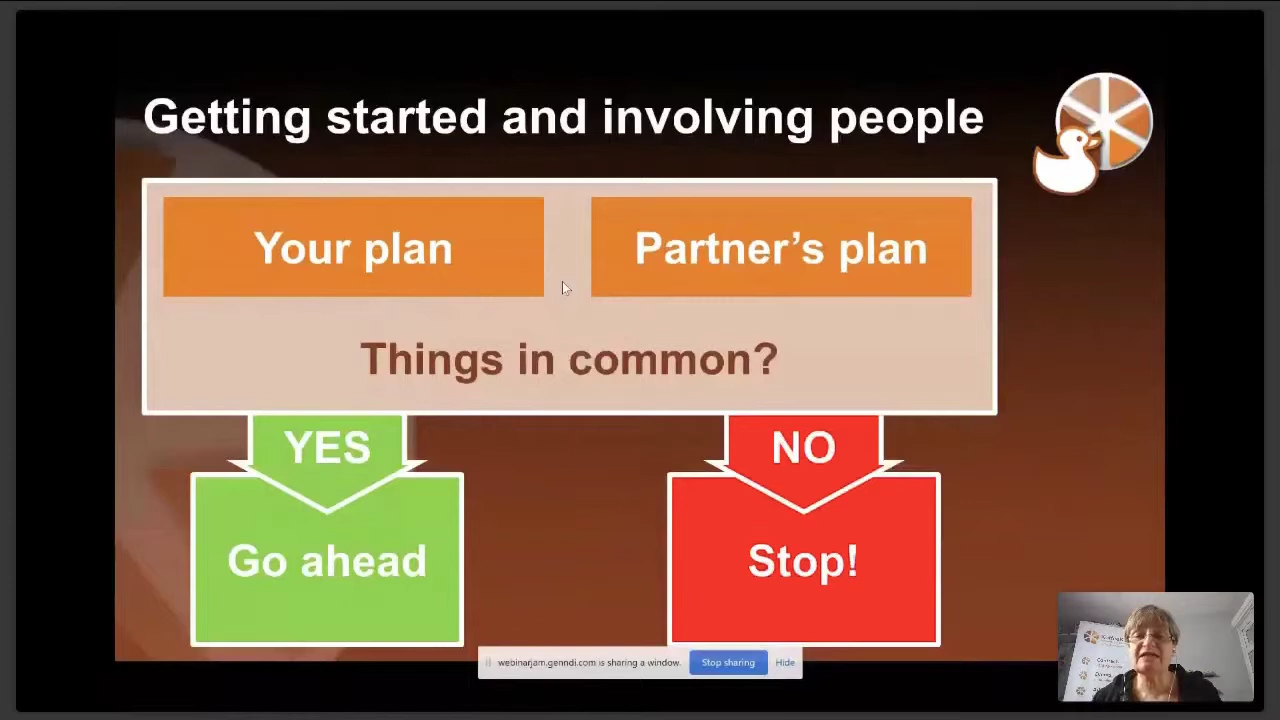 Getting started and involving people
Your plan
Partner’s plan
Things in common?
YES
NO
Go ahead
Stop!
webinarjam.genndi.com is sharing a window.
Stop sharing
Hide